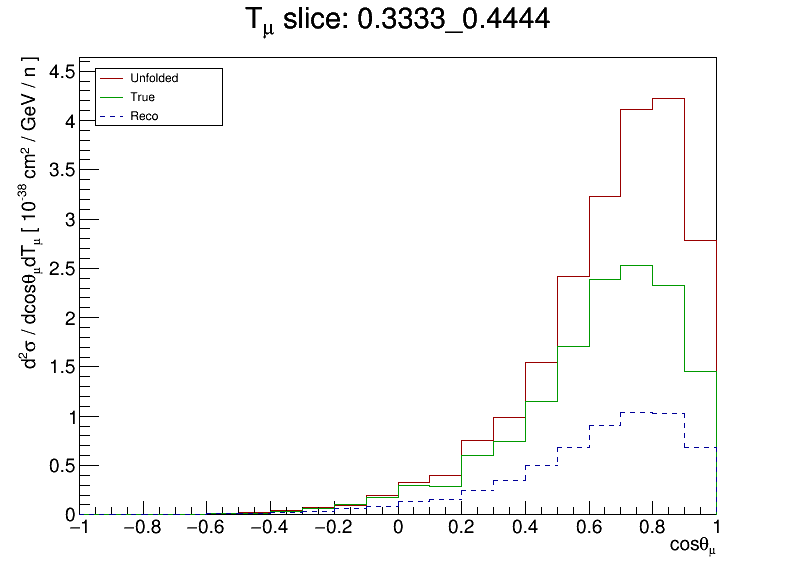 Tμ slice: 0.3333_0.4444
d²σ / dcosθμdTμ [ 10⁻³⁸ cm² / GeV / n ]
Unfolded
True
Reco
4.5
4
3.5
3
2.5
2
1.5
1
0.5
0
−1 −0.8 −0.6 −0.4 −0.2 0 0.2 0.4 0.6 0.8 1
cosθμ